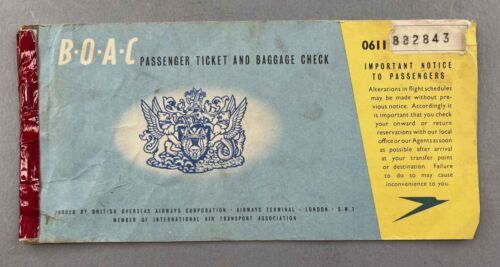 B·O·A·C PASSENGER TICKET AND BAGGAGE CHECK
0611 882843
IMPORTANT NOTICE
TO PASSENGERS
Alterations in flight schedules
may be made without pre-
vious notice. Accordingly it
is important that you check
your onward or return
reservations with our local
office or our Agents as soon
as possible after arrival
at your transfer point
or destination. Failure
to do so may cause
inconvenience to you.
ISSUED BY BRITISH OVERSEAS AIRWAYS CORPORATION · AIRWAYS TERMINAL · LONDON · S.W.1
MEMBER OF INTERNATIONAL AIR TRANSPORT ASSOCIATION